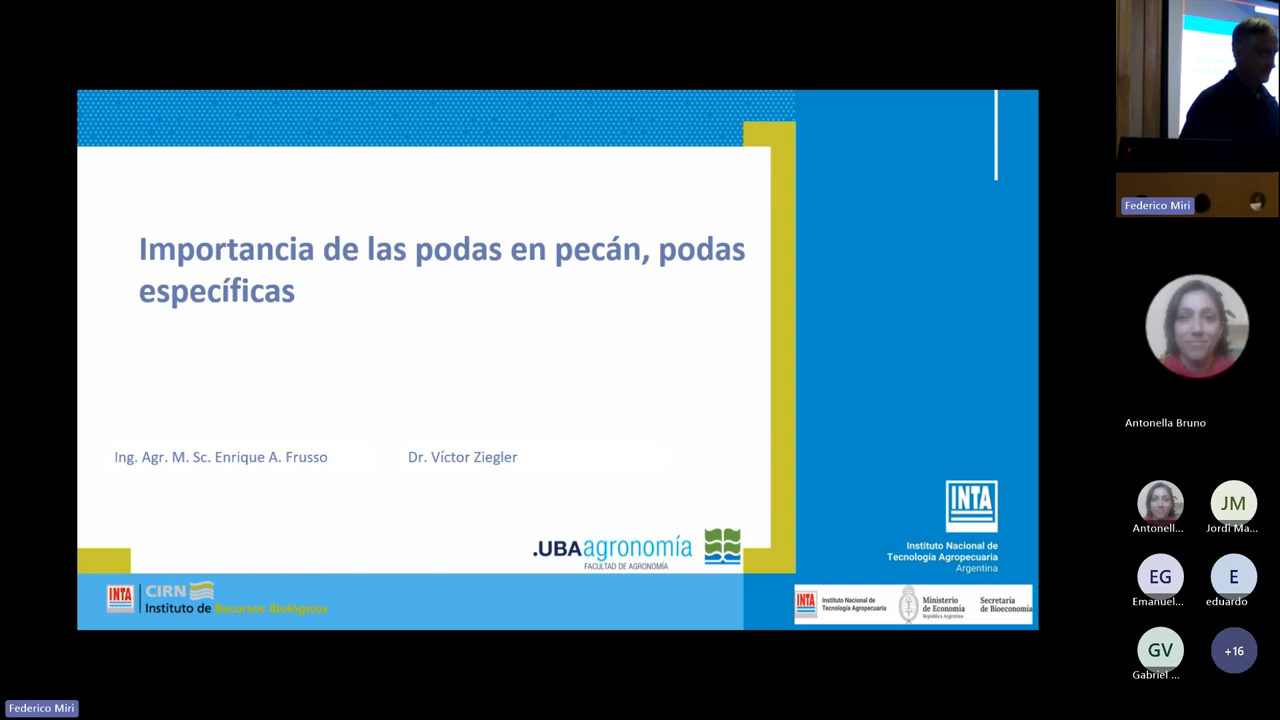 Importancia de las podas en pecán, podas
específicas
Ing. Agr. M. Sc. Enrique A. Frusso
Dr. Víctor Ziegler
.UBAagronomía
FACULTAD DE AGRONOMÍA
INTA
CIRN
Instituto de Recursos Biológicos
INTA
Instituto Nacional de
Tecnología Agropecuaria
Argentina
INTA
Instituto Nacional de
Tecnología Agropecuaria
Ministerio
de Economía
República Argentina
Secretaría
de Bioeconomía
Federico Miri
Antonella Bruno
Antonell...
JM
Jordi Ma...
EG
Emanuel...
E
eduardo
GV
Gabriel ...
+16
Federico Miri